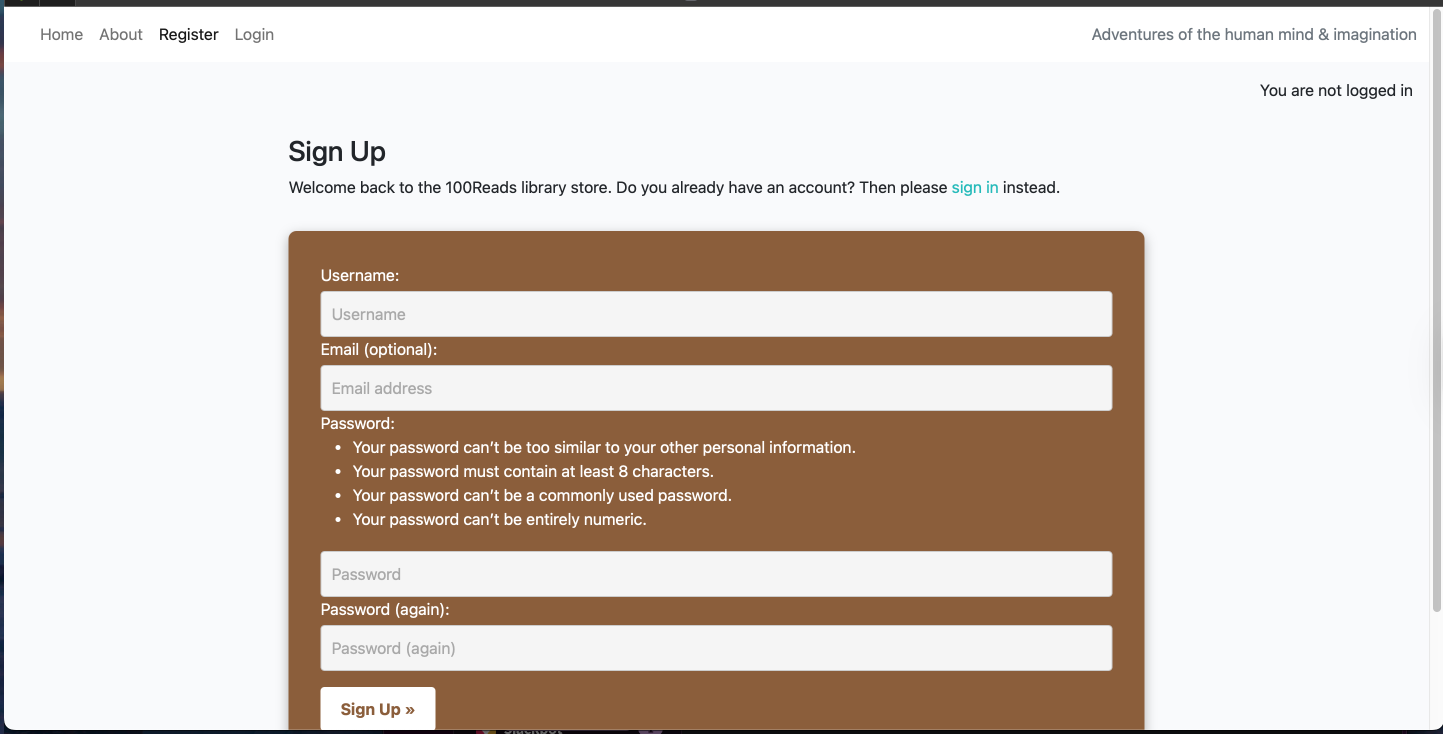 Home About Register Login Adventures of the human mind & imagination
You are not logged in
Sign Up
Welcome back to the 100Reads library store. Do you already have an account? Then please sign in instead.
Username:
Username
Email (optional):
Email address
Password:
• Your password can’t be too similar to your other personal information.
• Your password must contain at least 8 characters.
• Your password can’t be a commonly used password.
• Your password can’t be entirely numeric.
Password
Password (again):
Password (again)
Sign Up »